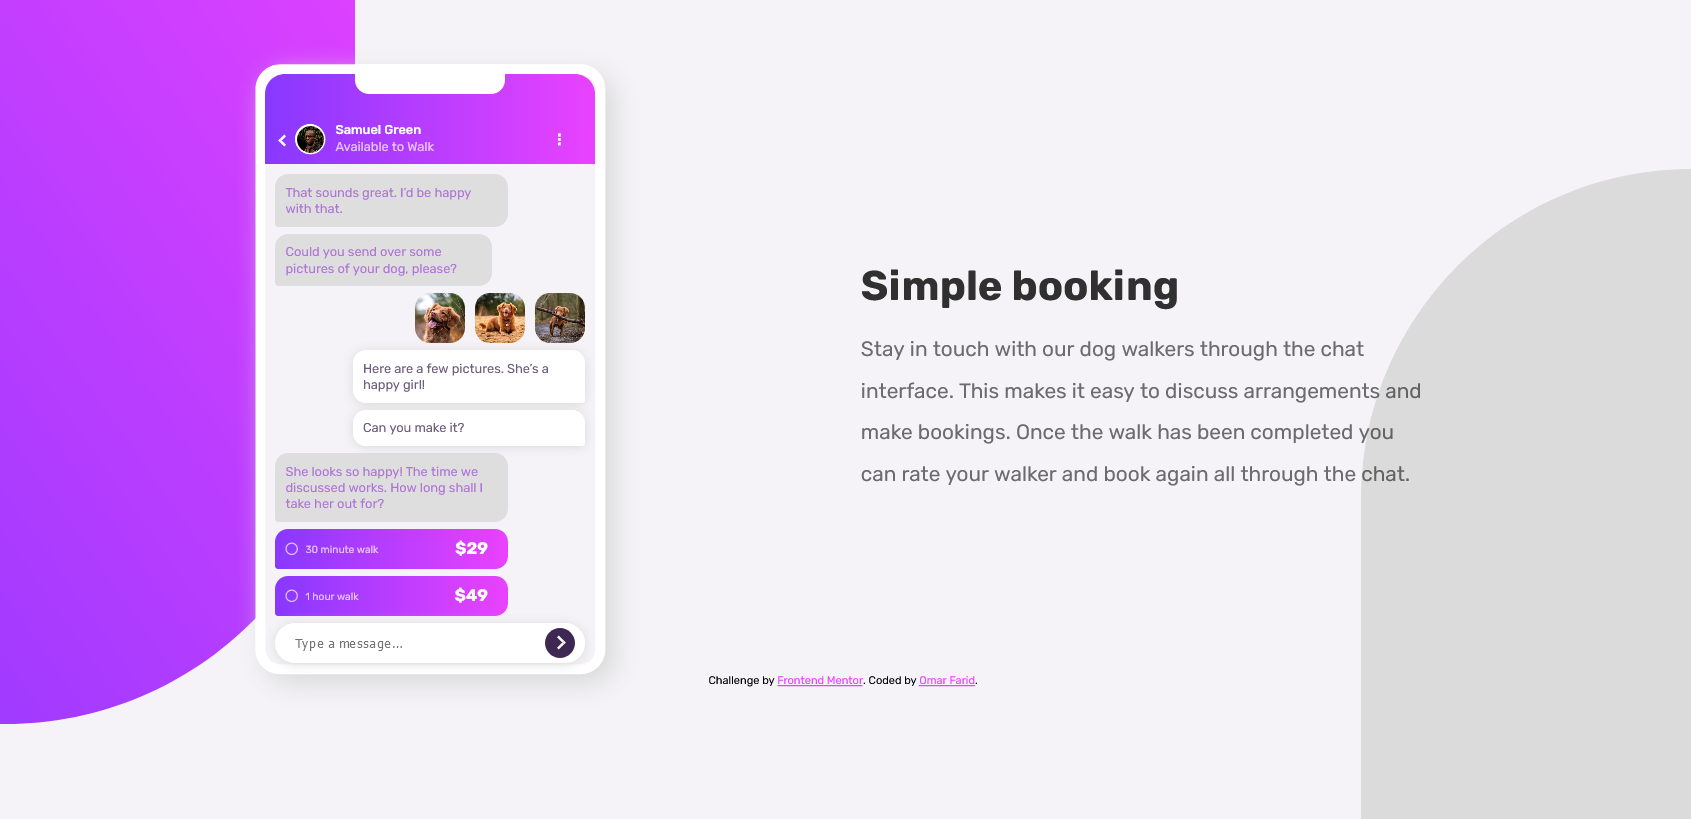 Samuel Green
Available to Walk
That sounds great. I'd be happy
with that.
Could you send over some
pictures of your dog, please?
Here are a few pictures. She's a
happy girl!
Can you make it?
She looks so happy! The time we
discussed works. How long shall I
take her out for?
30 minute walk $29
1 hour walk $49
Type a message...
Simple booking
Stay in touch with our dog walkers through the chat
interface. This makes it easy to discuss arrangements and
make bookings. Once the walk has been completed you
can rate your walker and book again all through the chat.
Challenge by Frontend Mentor. Coded by Omar Farid.